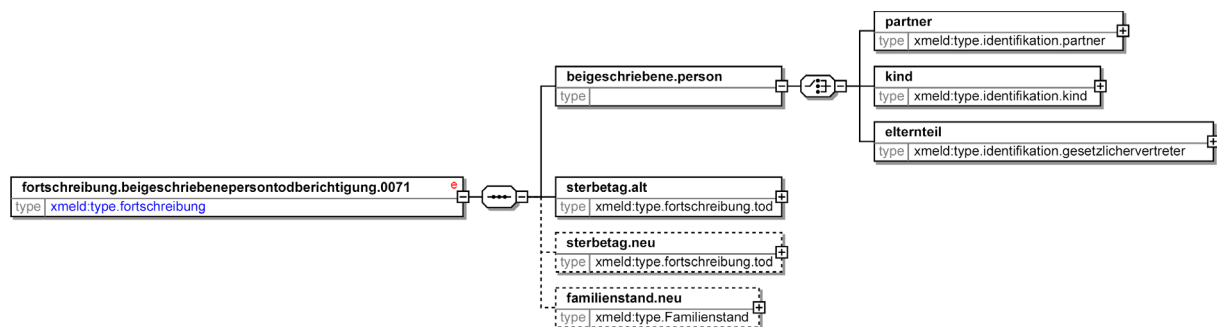 partner
type xmeld:type.identifikation.partner
beigeschriebene.person
type
kind
type xmeld:type.identifikation.kind
elternteil
type xmeld:type.identifikation.gesetzlichervertreter
fortschreibung.beigeschriebenepersontodberichtigung.0071 e
type xmeld:type.fortschreibung
sterbetag.alt
type xmeld:type.fortschreibung.tod
sterbetag.neu
type xmeld:type.fortschreibung.tod
familienstand.neu
type xmeld:type.Familienstand